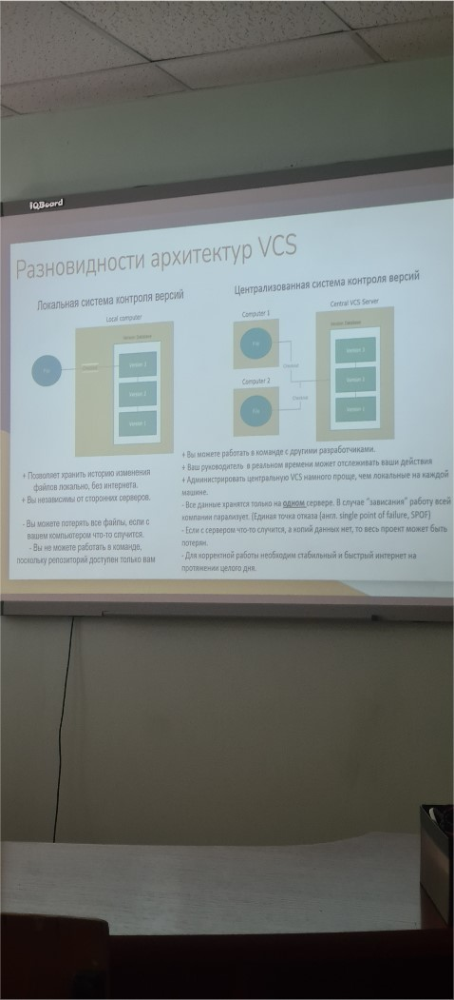 iQBoard
Разновидности архитектур VCS
Локальная система контроля версий
Local computer
Version Database
File
Version 3
Version 2
Version 1
+ Позволяет хранить историю изменения
файлов локально, без интернета.
+ Вы независимы от сторонних серверов.
- Вы можете потерять все файлы, если с
вашем компьютером что-то случится.
- Вы не можете работать в команде,
поскольку репозиторий доступен только вам
Централизованная система контроля версий
Computer 1
File
Computer 2
File
Checkout
Checkout
Central VCS Server
Version Database
Version 3
Version 2
Version 1
+ Вы можете работать в команде с другими разработчиками.
+ Ваш руководитель в реальном времени может отслеживать ваши действия
+ Администрировать центральную VCS намного проще, чем локальные на каждой
машине.
- Все данные хранятся только на одном сервере. В случае "зависания" работу всей
компании парализует. (Единая точка отказа (англ. single point of failure, SPOF)
- Если с сервером что-то случится, а копий данных нет, то весь проект может быть
потерян.
- Для корректной работы необходим стабильный и быстрый интернет на
протяжении целого дня.